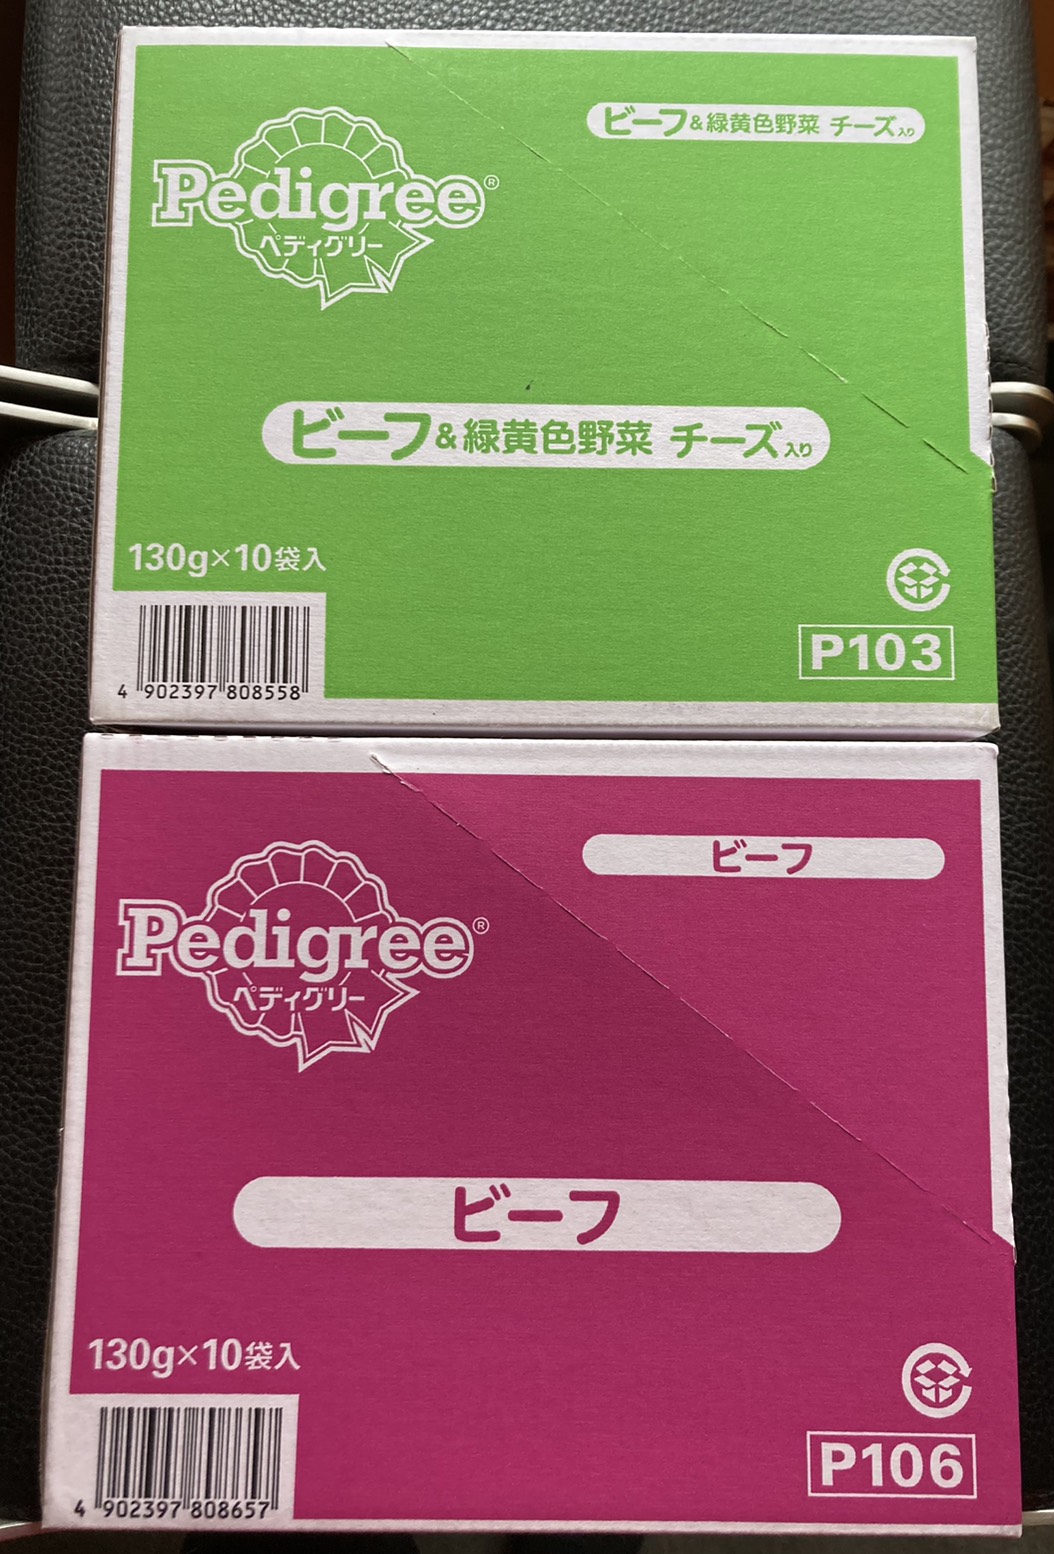 ビーフ&緑黄色野菜 チーズ入り
Pedigree®
ペディグリー
ビーフ&緑黄色野菜 チーズ入り
130g×10袋入
4 902397 808558
P103
ビーフ
Pedigree®
ペディグリー
ビーフ
130g×10袋入
4 902397 808657
P106